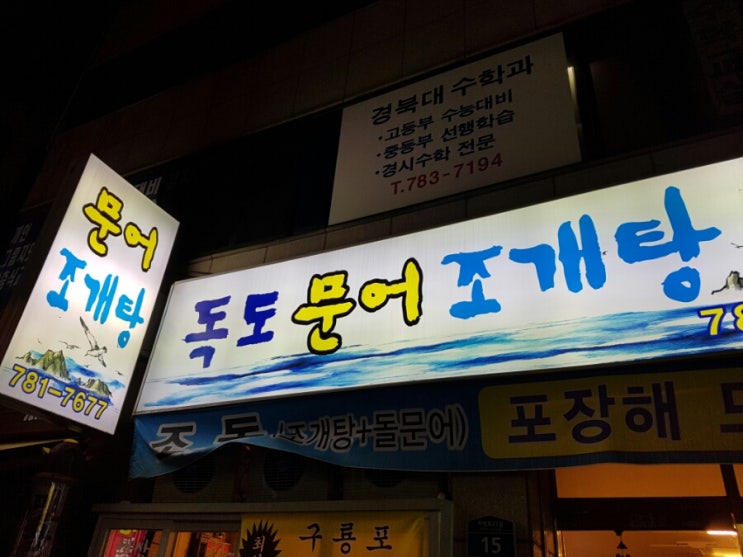 경북대 수학과
·고등부 수능대비
·중등부 선행학습
·경시수학 전문
T.783-7194
문어
조개탕
781-7677
독도 문어 조개탕
78
(조개탕+돌문어)
포장해
구룡포
15